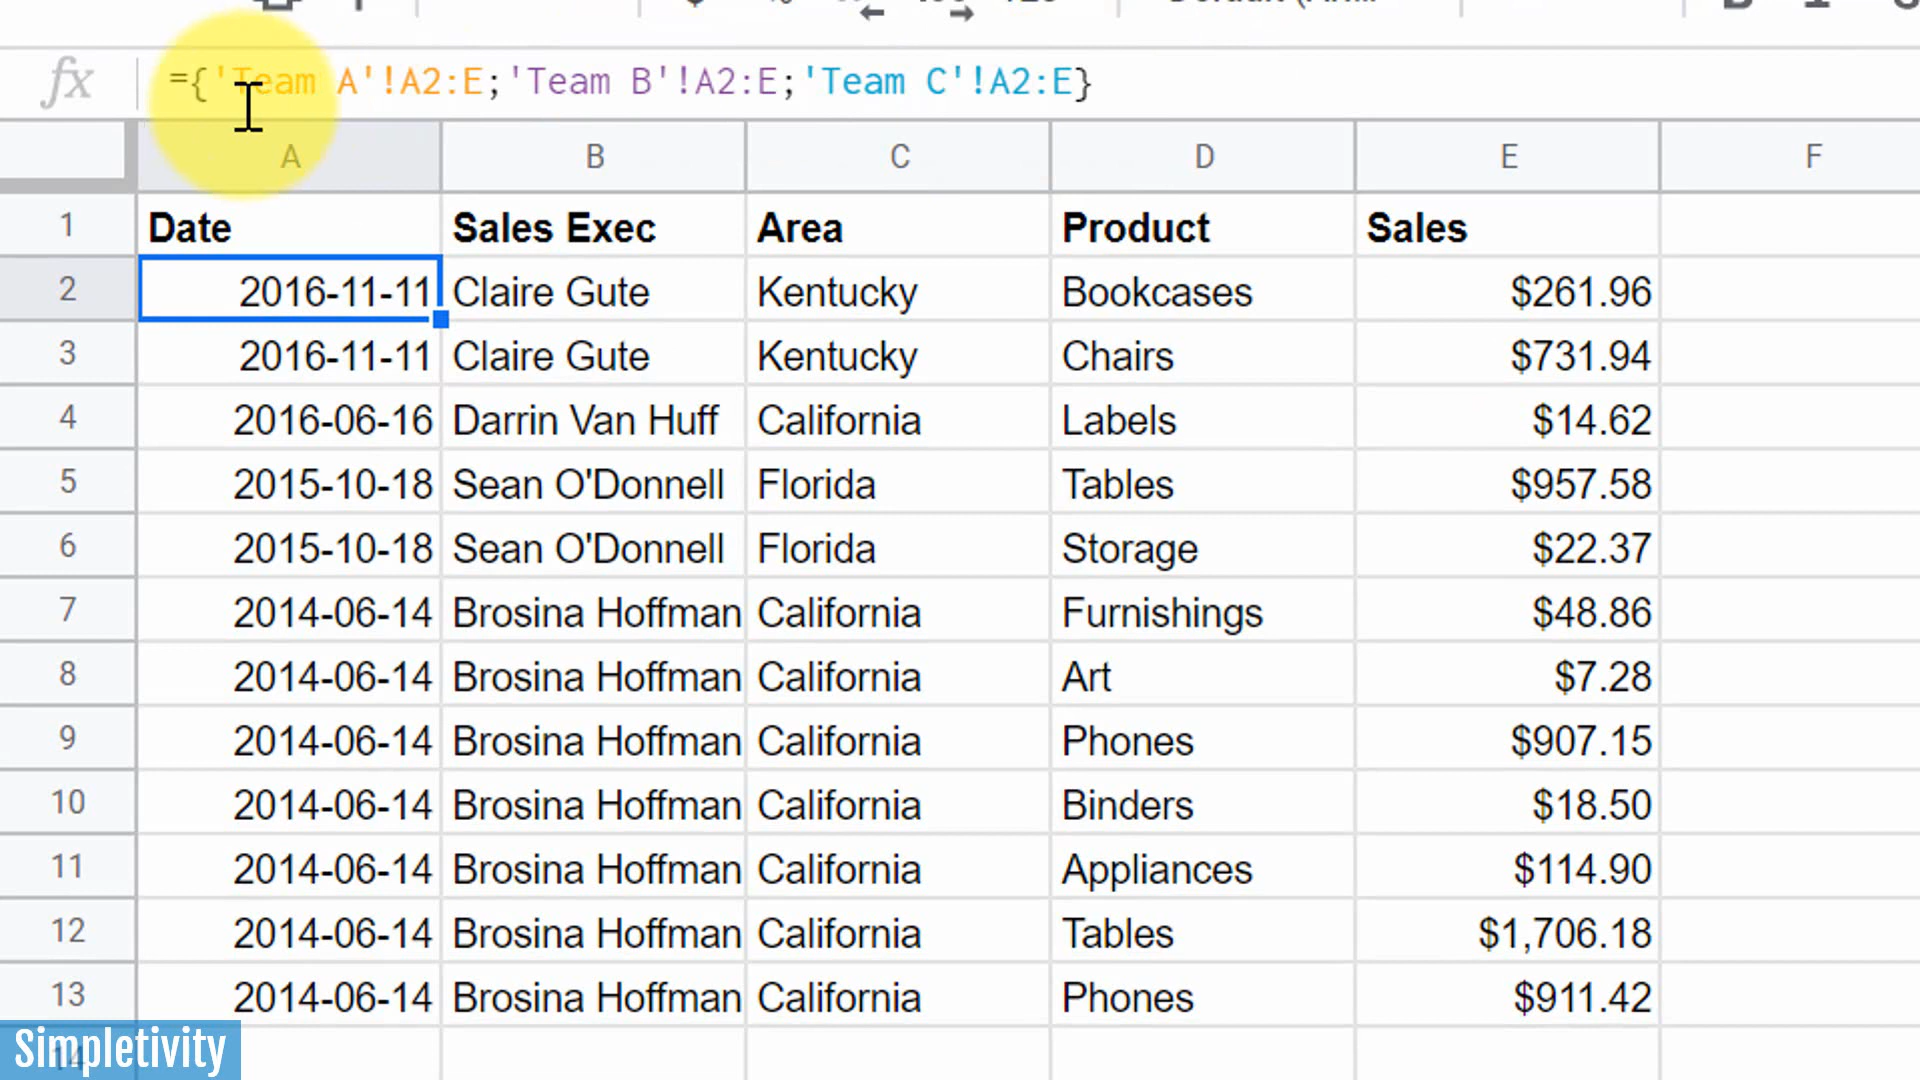 fx ={'Team A'!A2:E;'Team B'!A2:E;'Team C'!A2:E}
A B C D E F
1 Date Sales Exec Area Product Sales
2 2016-11-11 Claire Gute Kentucky Bookcases $261.96
3 2016-11-11 Claire Gute Kentucky Chairs $731.94
4 2016-06-16 Darrin Van Huff California Labels $14.62
5 2015-10-18 Sean O'Donnell Florida Tables $957.58
6 2015-10-18 Sean O'Donnell Florida Storage $22.37
7 2014-06-14 Brosina Hoffman California Furnishings $48.86
8 2014-06-14 Brosina Hoffman California Art $7.28
9 2014-06-14 Brosina Hoffman California Phones $907.15
10 2014-06-14 Brosina Hoffman California Binders $18.50
11 2014-06-14 Brosina Hoffman California Appliances $114.90
12 2014-06-14 Brosina Hoffman California Tables $1,706.18
13 2014-06-14 Brosina Hoffman California Phones $911.42
14
Simpletivity